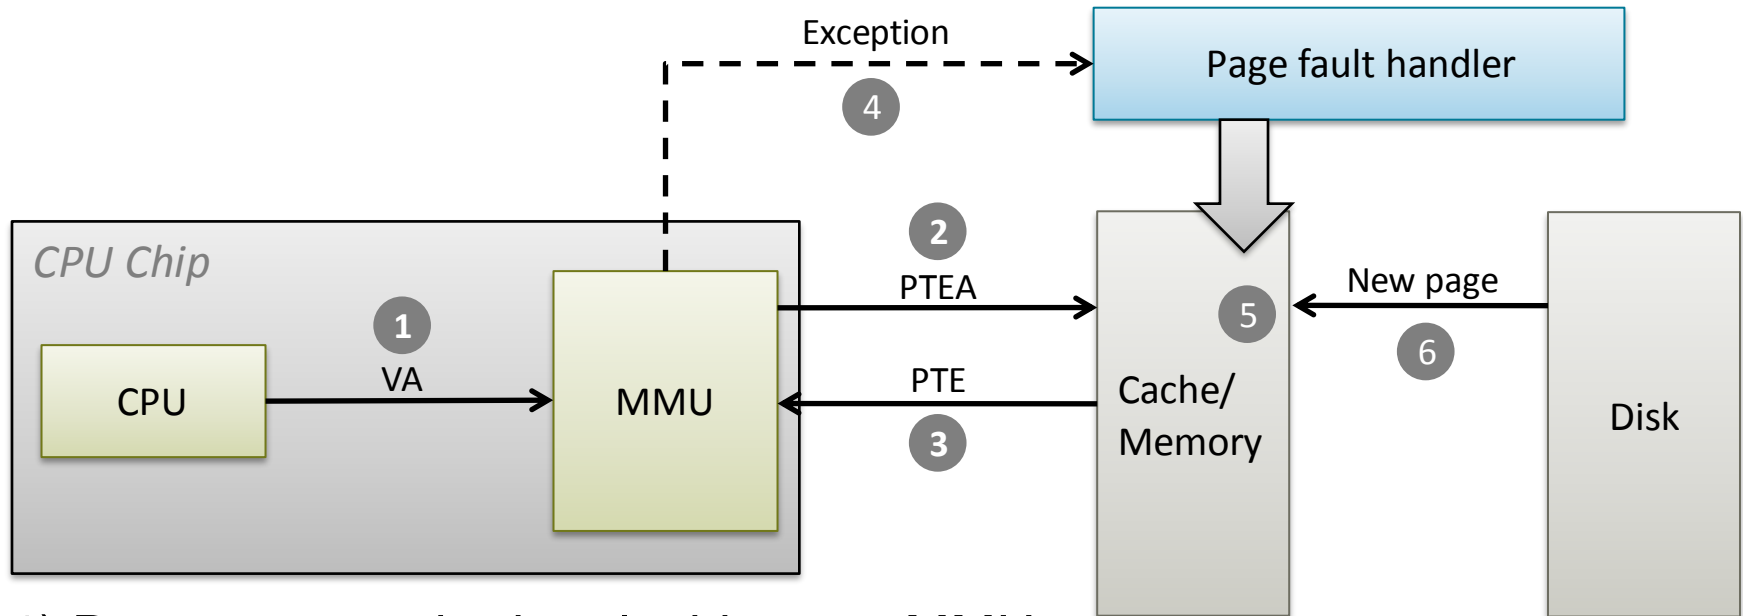 Exception
Page fault handler
4
CPU Chip
2
PTEA
New page
1
5
6
VA
PTE
CPU
MMU
Cache/
Memory
Disk
3